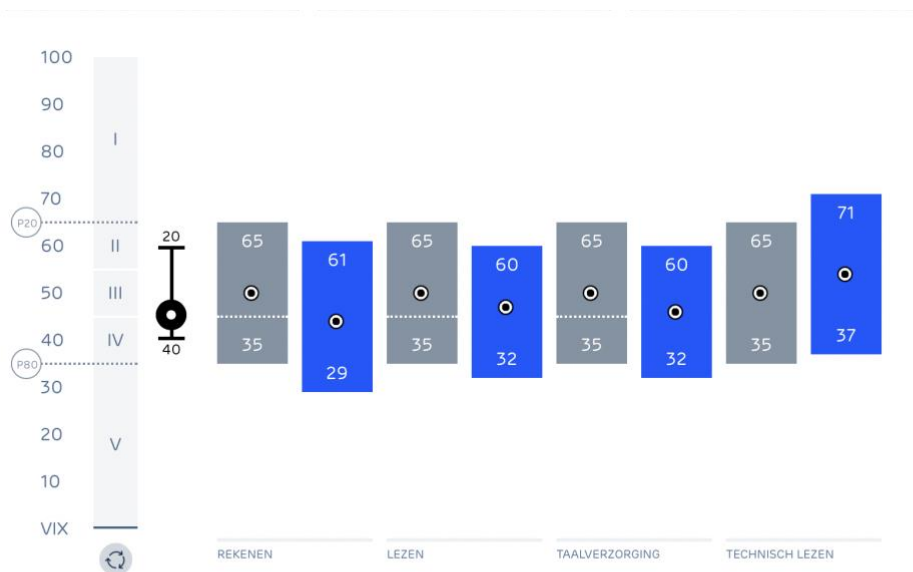 100
90
80
70
60
50
40
30
20
10
VIX
P20
P80
I
II
III
IV
V
20
40
65
35
61
29
65
35
60
32
65
35
60
32
65
35
71
37
REKENEN
LEZEN
TAALVERZORGING
TECHNISCH LEZEN